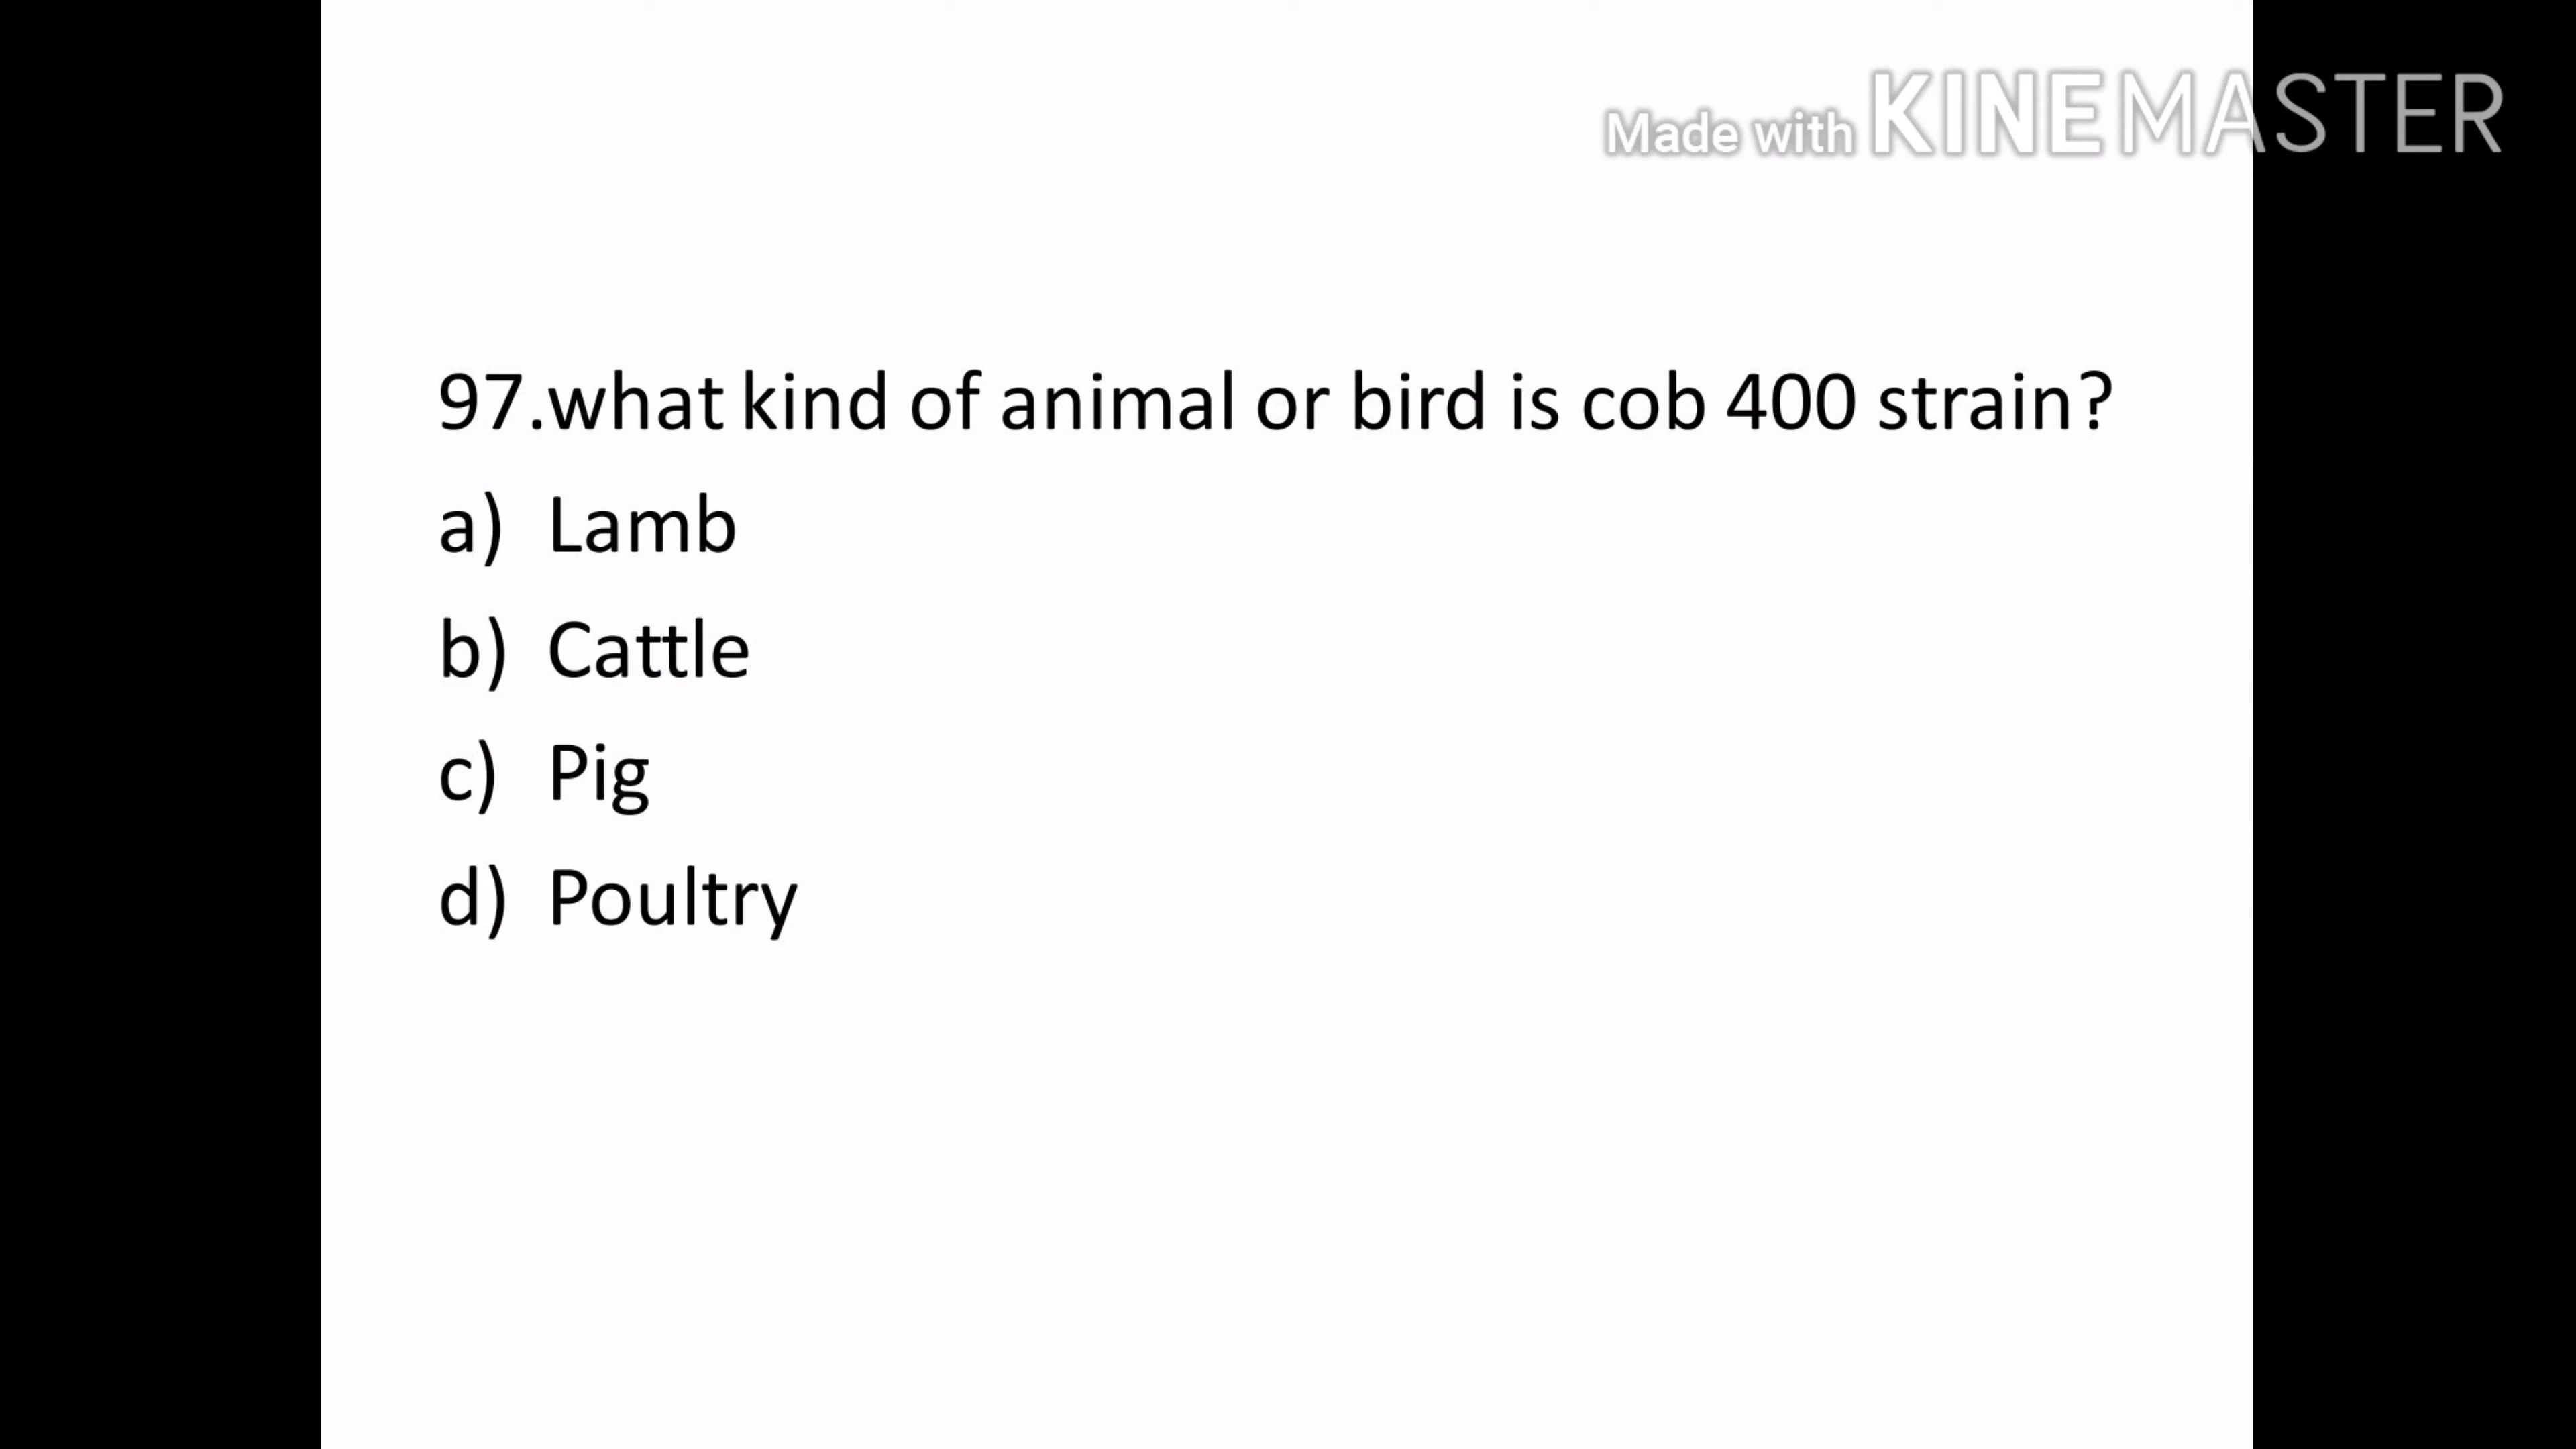 Made with KINEMASTER
97.what kind of animal or bird is cob 400 strain?
a) Lamb
b) Cattle
c) Pig
d) Poultry